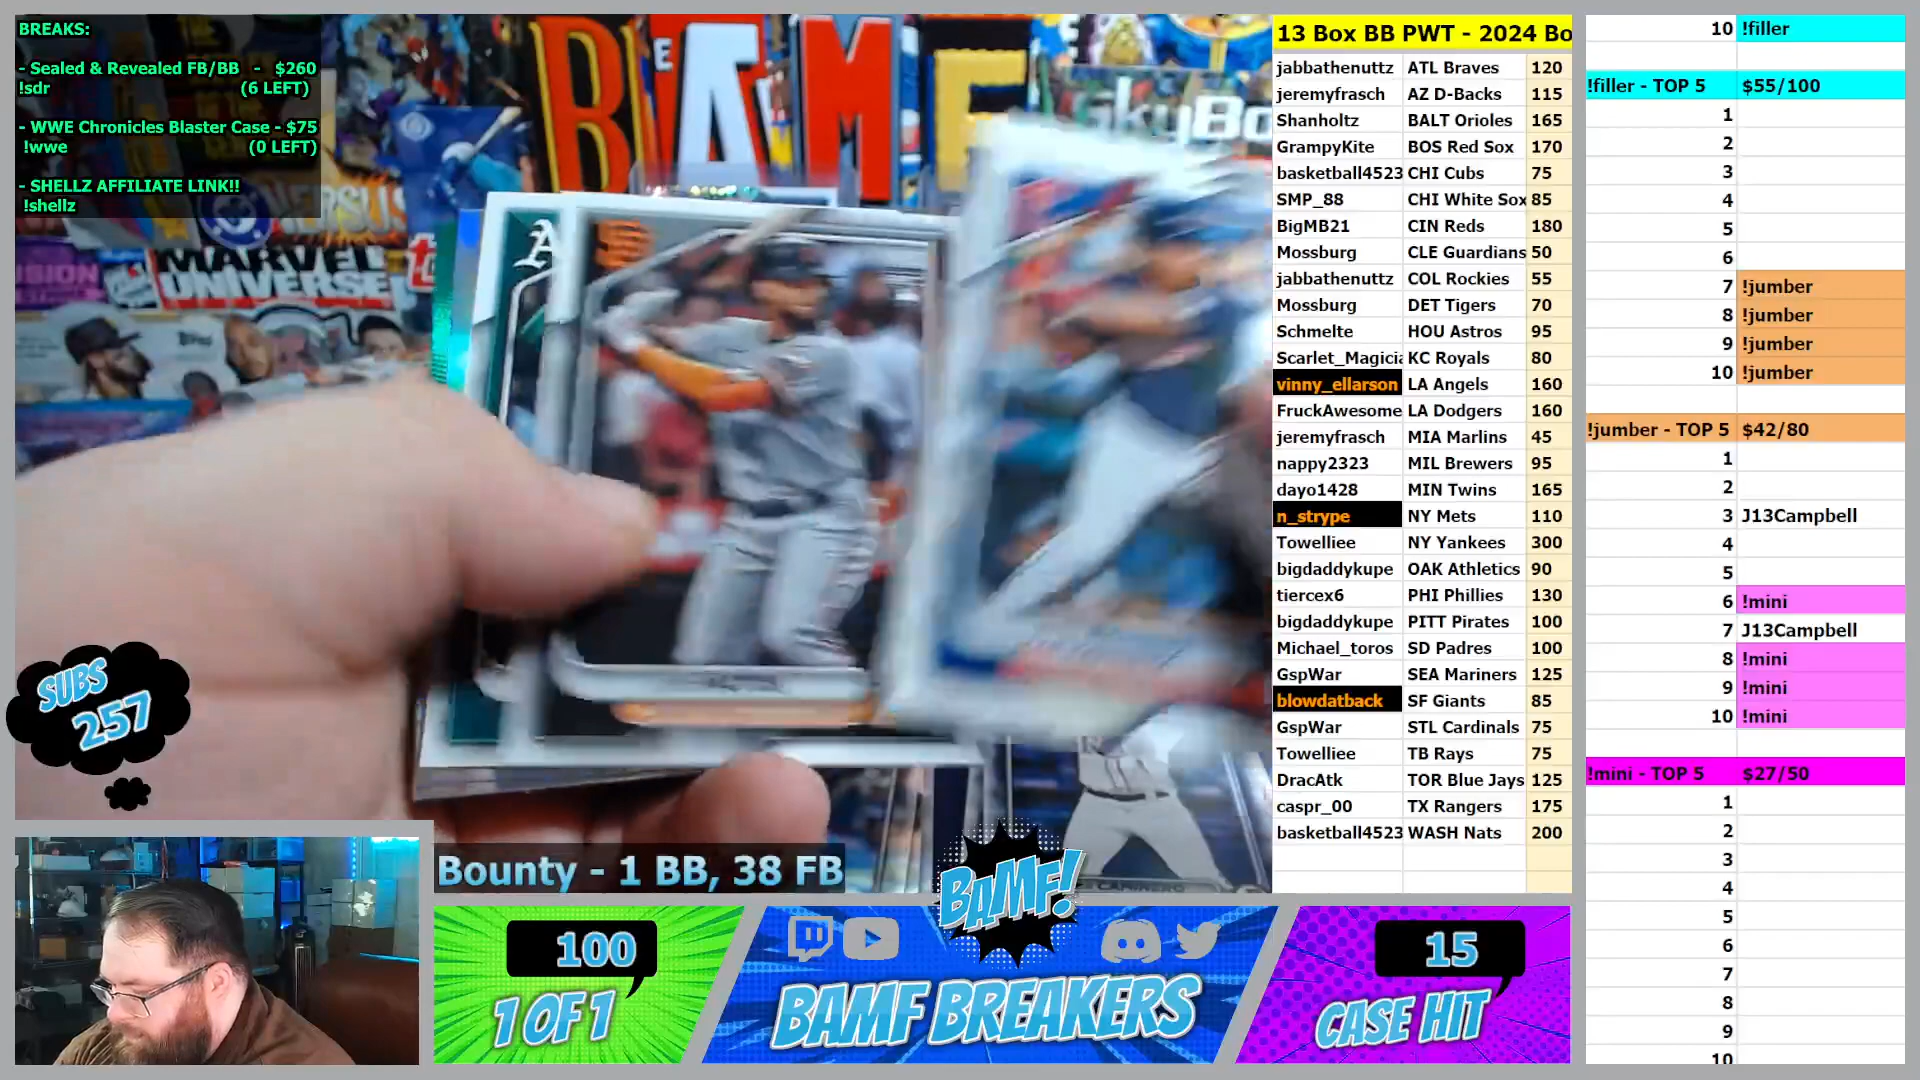 BREAKS:
- Sealed & Revealed FB/BB - $260
!sdr (6 LEFT)
- WWE Chronicles Blaster Case - $75
!wwe (0 LEFT)
- SHELLZ AFFILIATE LINK!!
!shellz
BAMF
SkyBo
MARVEL
UNIVERSE
SUBS
257
Bounty - 1 BB, 38 FB
BAMF!
100
1 OF 1
BAMF BREAKERS
15
CASE HIT
13 Box BB PWT - 2024 Bo
jabbathenuttz ATL Braves 120
jeremyfrasch AZ D-Backs 115
Shanholtz BALT Orioles 165
GrampyKite BOS Red Sox 170
basketball4523 CHI Cubs 75
SMP_88 CHI White Sox 85
BigMB21 CIN Reds 180
Mossburg CLE Guardians 50
jabbathenuttz COL Rockies 55
Mossburg DET Tigers 70
Schmelte HOU Astros 95
Scarlet_Magicia KC Royals 80
vinny_ellarson LA Angels 160
FruckAwesome LA Dodgers 160
jeremyfrasch MIA Marlins 45
nappy2323 MIL Brewers 95
dayo1428 MIN Twins 165
n_strype NY Mets 110
Towelliee NY Yankees 300
bigdaddykupe OAK Athletics 90
tiercex6 PHI Phillies 130
bigdaddykupe PITT Pirates 100
Michael_toros SD Padres 100
GspWar SEA Mariners 125
blowdatback SF Giants 85
GspWar STL Cardinals 75
Towelliee TB Rays 75
DracAtk TOR Blue Jays 125
caspr_00 TX Rangers 175
basketball4523 WASH Nats 200
10 !filler
!filler - TOP 5 $55/100
1
2
3
4
5
6
7 !jumber
8 !jumber
9 !jumber
10 !jumber
!jumber - TOP 5 $42/80
1
2
3 J13Campbell
4
5
6 !mini
7 J13Campbell
8 !mini
9 !mini
10 !mini
!mini - TOP 5 $27/50
1
2
3
4
5
6
7
8
9
10